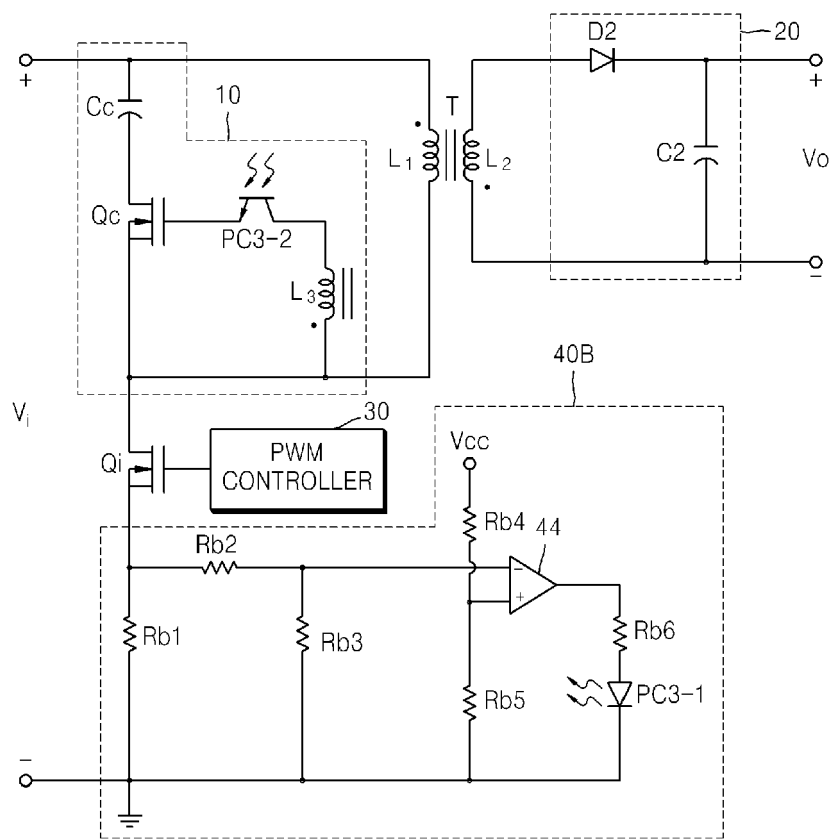 D2
20
+
+
10
Cc
T
L1
L2
C2
Vo
Qc
PC3-2
L3
−
40B
Vi
30
Vcc
Qi
PWM
CONTROLLER
Rb4
44
Rb2
−
+
Rb1
Rb3
Rb6
Rb5
PC3-1
−